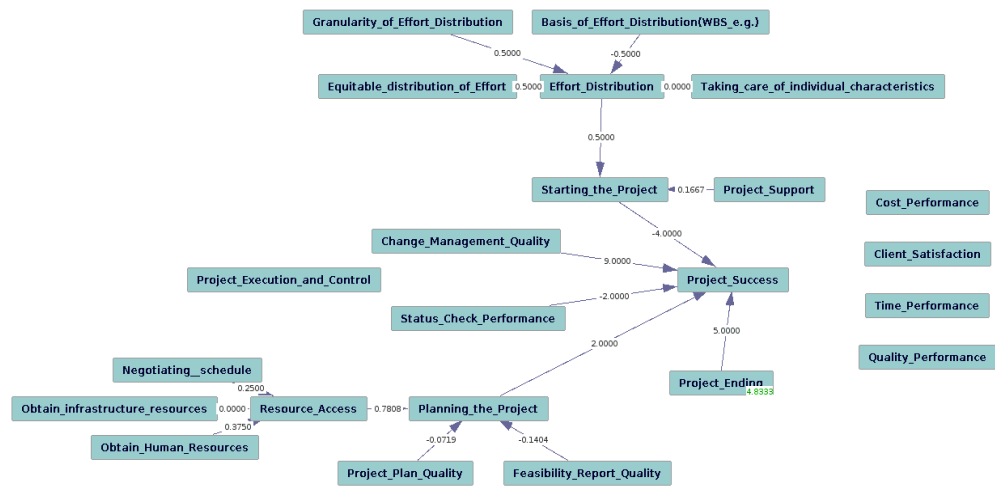 Granularity_of_Effort_Distribution
Basis_of_Effort_Distribution{WBS_e.g.}
0.5000
-0.5000
Equitable_distribution_of_Effort
0.5000
Effort_Distribution
0.0000
Taking_care_of_individual_characteristics
0.5000
Starting_the_Project
0.1667
Project_Support
Cost_Performance
-4.0000
Change_Management_Quality
Client_Satisfaction
9.0000
Project_Execution_and_Control
Project_Success
-2.0000
Time_Performance
Status_Check_Performance
5.0000
2.0000
Quality_Performance
Negotiating__schedule
Project_Ending
4.8333
0.2500
Obtain_infrastructure_resources
0.0000
Resource_Access
0.7808
Planning_the_Project
0.3750
Obtain_Human_Resources
-0.0719
-0.1404
Project_Plan_Quality
Feasibility_Report_Quality